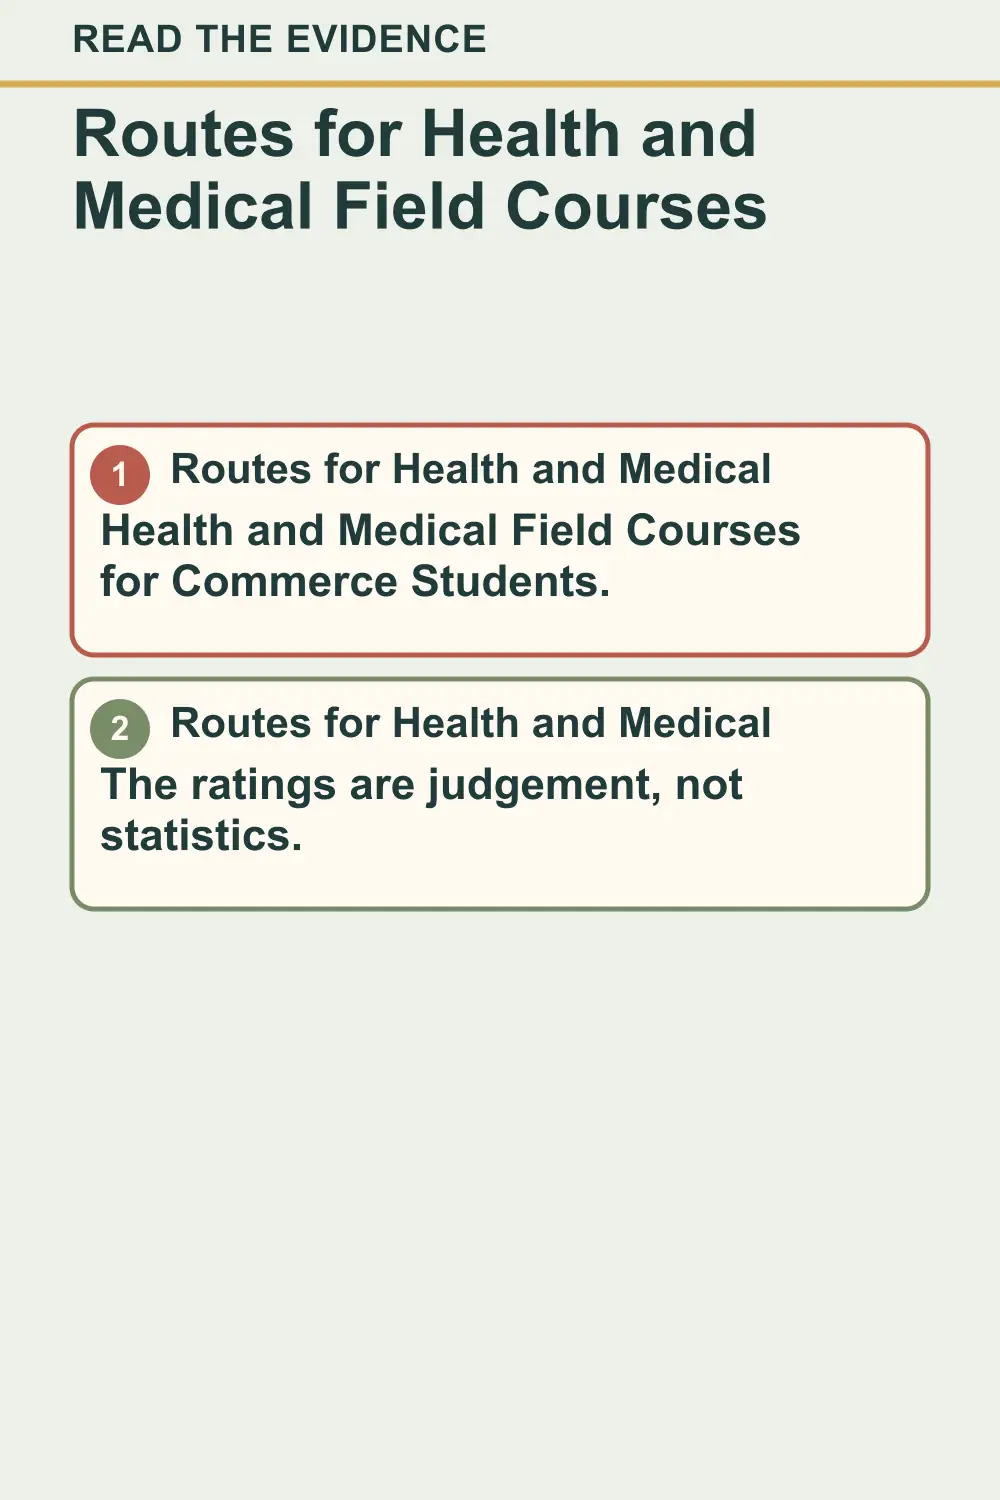 READ THE EVIDENCE
Routes for Health and
Medical Field Courses
1 Routes for Health and Medical
Health and Medical Field Courses
for Commerce Students.
2 Routes for Health and Medical
The ratings are judgement, not
statistics.